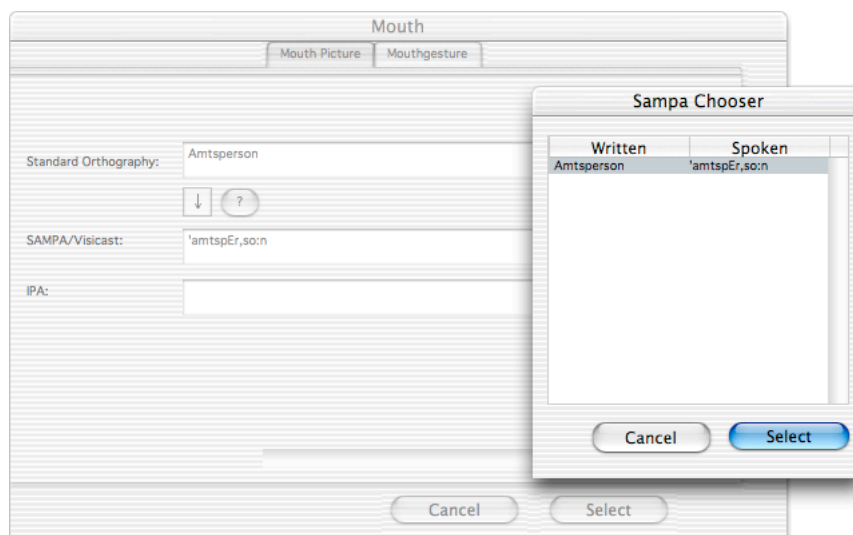 Mouth
Mouth Picture Mouthgesture
Standard Orthography: Amtsperson
↓ ?
SAMPA/Visicast: 'amtspEr,so:n
IPA:
Cancel Select
Sampa Chooser
Written Spoken
Amtsperson 'amtspEr,so:n
Cancel Select